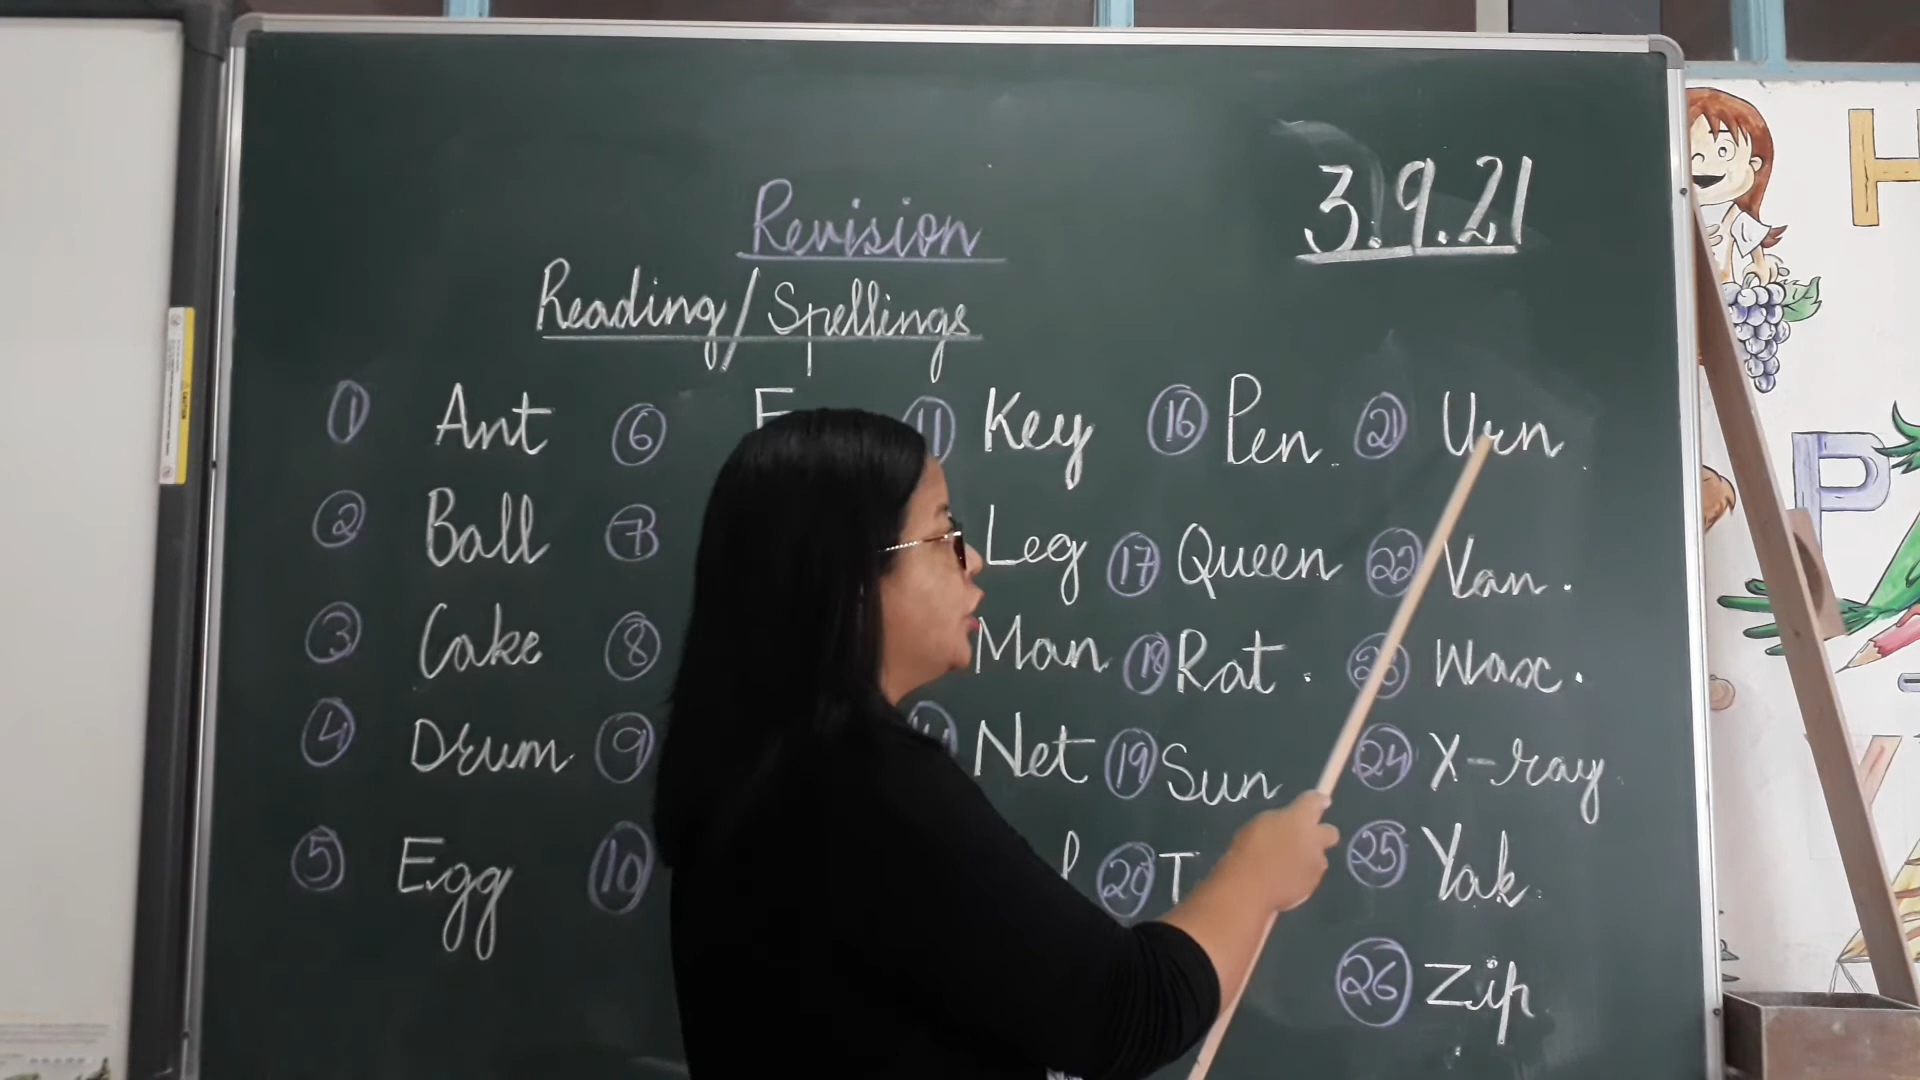 Revision
3.9.21
Reading/Spellings
1 Ant 6 11 Key 16 Pen. 21 Urn
2 Ball 7 Leg 17 Queen 22 Van.
3 Cake 8 Man 18 Rat. 23 Wax.
4 Drum 9 Net 19 Sun 24 X-ray
5 Egg 10 20 25 Yak
26 Zip
H
P